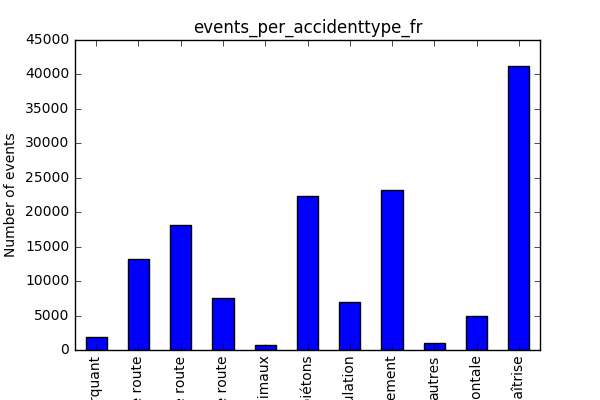 events_per_accidenttype_fr
Number of events
45000
40000
35000
30000
25000
20000
15000
10000
5000
0
rquant
route
route
route
imaux
iétons
ulation
ement
autres
ontale
aîtrise